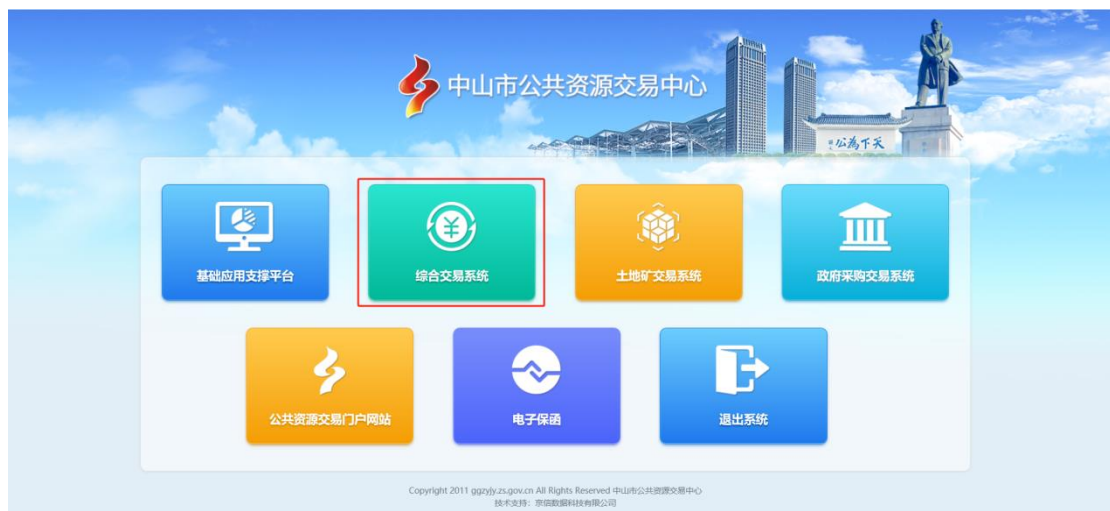 中山市公共资源交易中心
天下為公
基础应用支撑平台
综合交易系统
土地矿交易系统
政府采购交易系统
公共资源交易门户网站
电子保函
退出系统
Copyright 2011 ggzyjy.zs.gov.cn All Rights Reserved 中山市公共资源交易中心
技术支持：京信数据科技有限公司